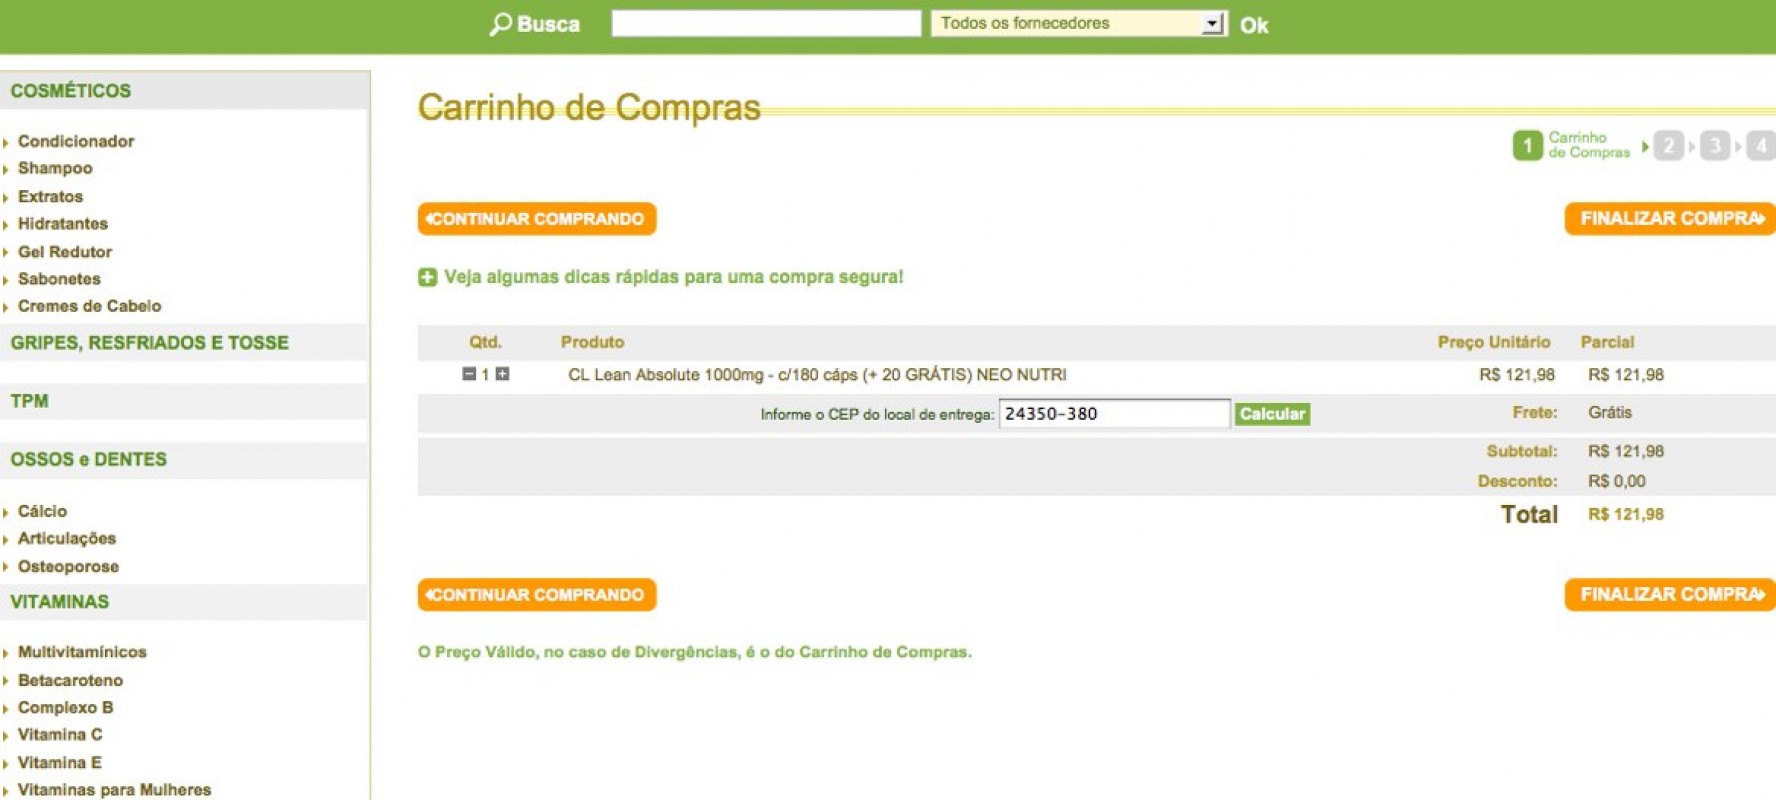 Busca
Todos os fornecedores
Ok
COSMÉTICOS
Condicionador
Shampoo
Extratos
Hidratantes
Gel Redutor
Sabonetes
Cremes de Cabelo
GRIPES, RESFRIADOS E TOSSE
TPM
OSSOS e DENTES
Cálcio
Articulações
Osteoporose
VITAMINAS
Multivitamínicos
Betacaroteno
Complexo B
Vitamina C
Vitamina E
Vitaminas para Mulheres
Carrinho de Compras
1 Carrinho de Compras 2 3 4
CONTINUAR COMPRANDO
FINALIZAR COMPRA
Veja algumas dicas rápidas para uma compra segura!
Qtd. Produto Preço Unitário Parcial
1 CL Lean Absolute 1000mg - c/180 cáps (+ 20 GRÁTIS) NEO NUTRI R$ 121,98 R$ 121,98
Informe o CEP do local de entrega: 24350-380 Calcular Frete: Grátis
Subtotal: R$ 121,98
Desconto: R$ 0,00
Total R$ 121,98
CONTINUAR COMPRANDO
FINALIZAR COMPRA
O Preço Válido, no caso de Divergências, é o do Carrinho de Compras.